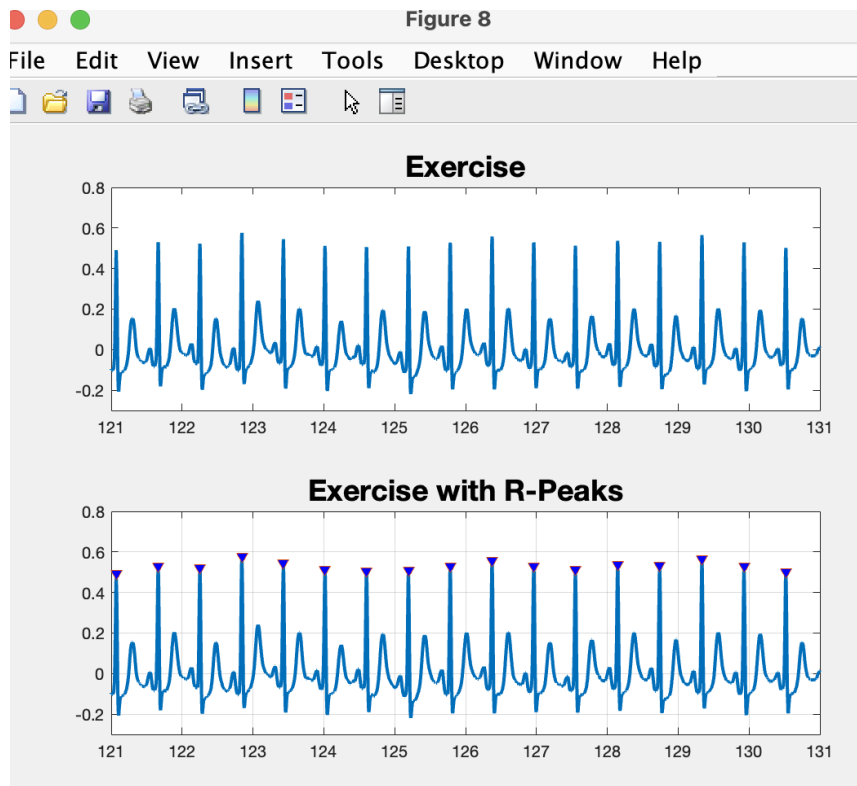 Figure 8
File Edit View Insert Tools Desktop Window Help
Exercise
0.8
0.6
0.4
0.2
0
-0.2
121 122 123 124 125 126 127 128 129 130 131
Exercise with R-Peaks
0.8
0.6
0.4
0.2
0
-0.2
121 122 123 124 125 126 127 128 129 130 131